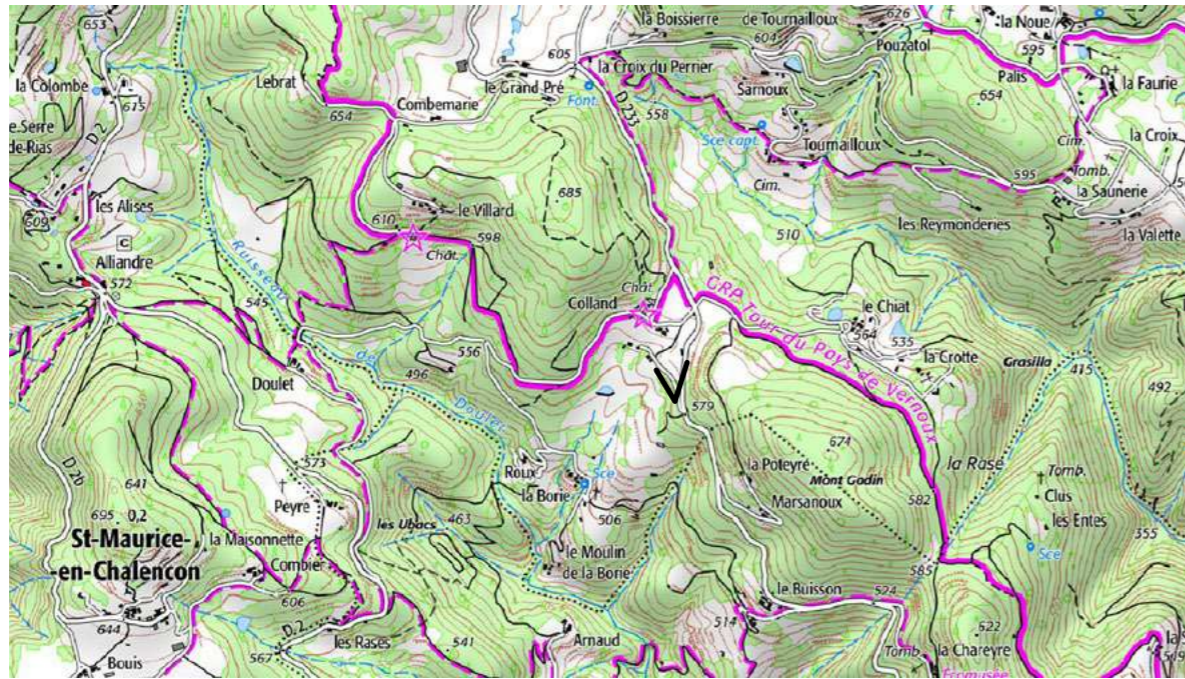 653
la Boissierre
de Tournailloux
626
la Noue
605
604
Pouzatol
595
la Colombe
Lebrat
la Croix du Perrier
Palis
la Faurie
675
le Grand Pré
Sarnoux
654
Combemarie
Font.
D 233
558
654
e Serre
de-Rias
D 2
Sce capt.
Tournailloux
Cim.
la Croix
685
Cim.
595
Tomb.
la Saunerie
les Alises
le Villard
609
610
les Reymonderies
la Valette
C
598
510
Alliandre
Chât.
Ruisseau
572
545
Chât.
Colland
GRP Tour du Pays de Vernoux
le Chiat
564
535
556
la Crotte
de
496
Grasilla
415
Doulet
492
Doulet
579
674
la Rase
D 2b
573
Roux
Sce
la Poteyre
Mont Godin
Tomb.
641
la Borie
Marsanoux
582
Clus
Peyre
les Entes
695
0,2
les Ubacs
463
506
555
St-Maurice-
la Maisonnette
le Moulin
Sce
-en-Chalencon
Combier
de la Borie
585
606
le Buisson
524
644
D 2
514
les Rases
541
Arnaud
522
567
Tomb.
la Chareyre
Bouis
519
Ecomusée